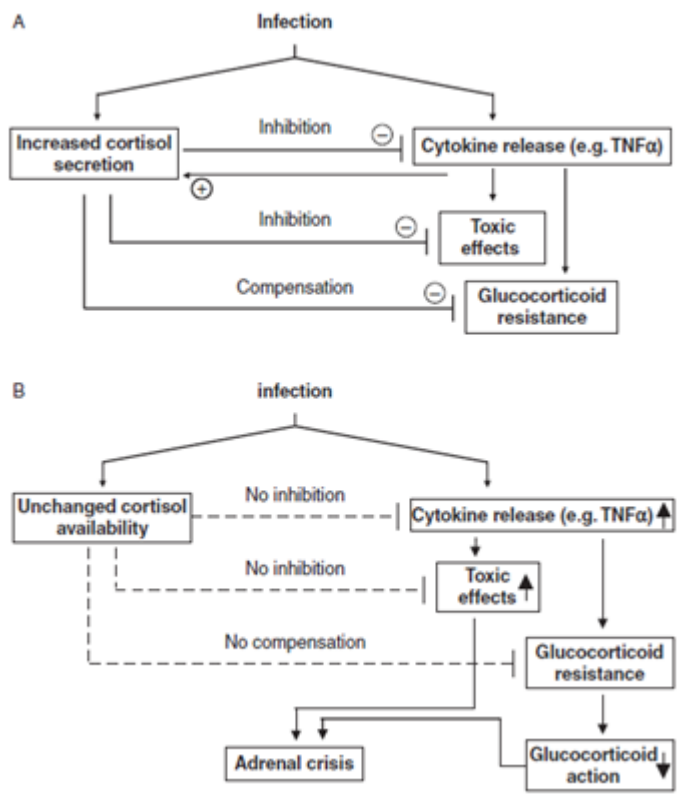 A
Infection
Increased cortisol
secretion
Inhibition
−
Cytokine release (e.g. TNFα)
+
Inhibition
−
Toxic
effects
Compensation
−
Glucocorticoid
resistance
B
infection
Unchanged cortisol
availability
No inhibition
Cytokine release (e.g. TNFα)
No inhibition
Toxic
effects
No compensation
Glucocorticoid
resistance
Adrenal crisis
Glucocorticoid
action